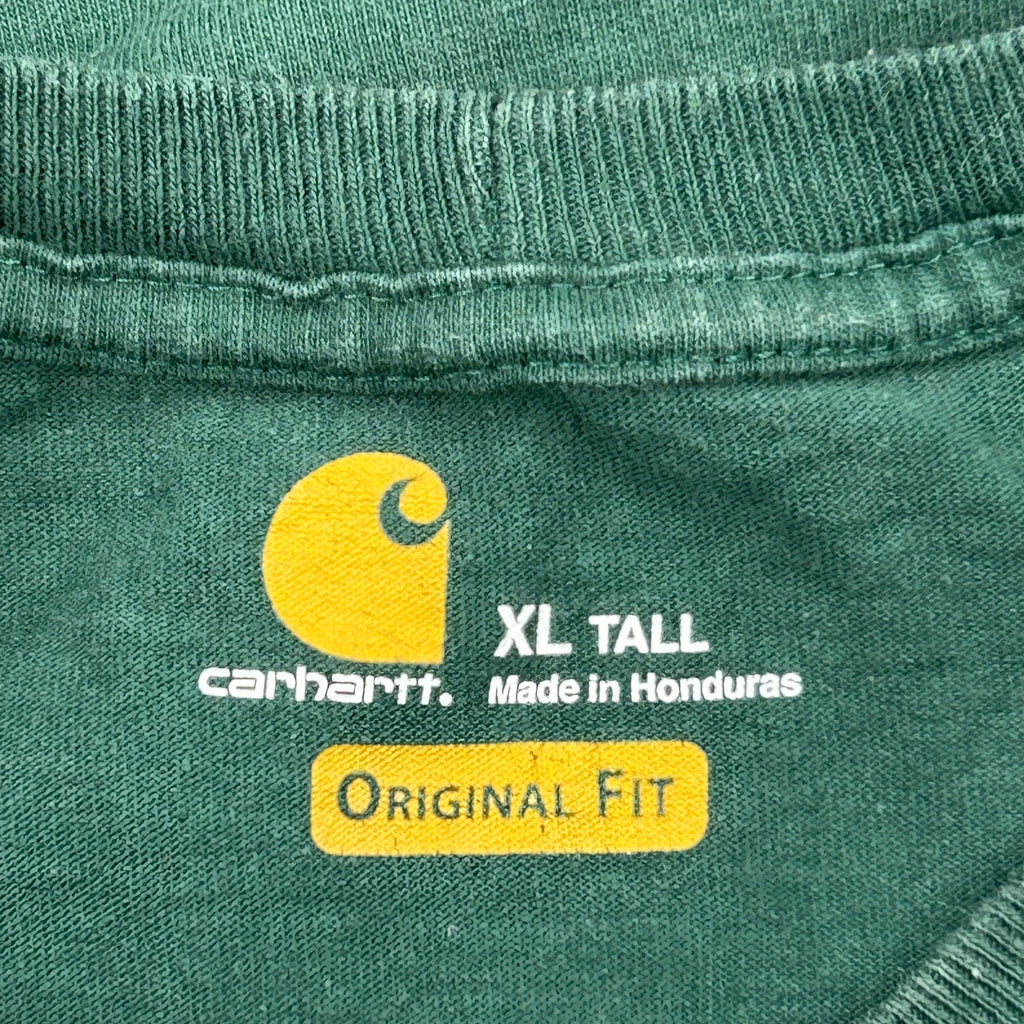 XL TALL
carhartt.
Made in Honduras
ORIGINAL FIT